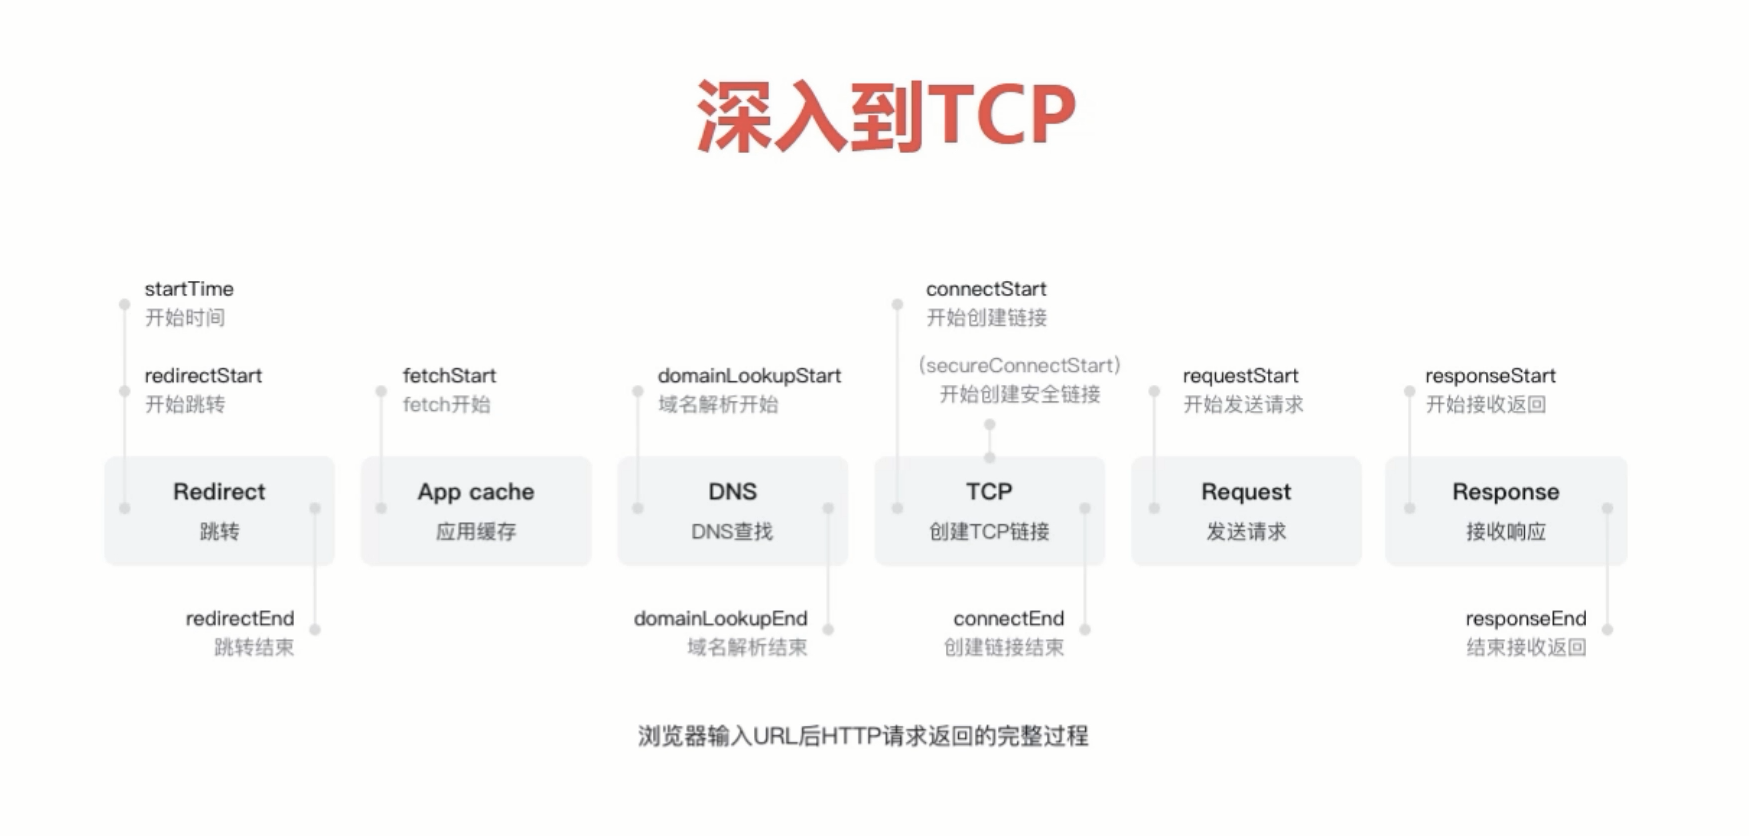 深入到TCP
startTime
开始时间
redirectStart
开始跳转
fetchStart
fetch开始
domainLookupStart
域名解析开始
connectStart
开始创建链接
(secureConnectStart)
开始创建安全链接
requestStart
开始发送请求
responseStart
开始接收返回
Redirect
跳转
App cache
应用缓存
DNS
DNS查找
TCP
创建TCP链接
Request
发送请求
Response
接收响应
redirectEnd
跳转结束
domainLookupEnd
域名解析结束
connectEnd
创建链接结束
responseEnd
结束接收返回
浏览器输入URL后HTTP请求返回的完整过程